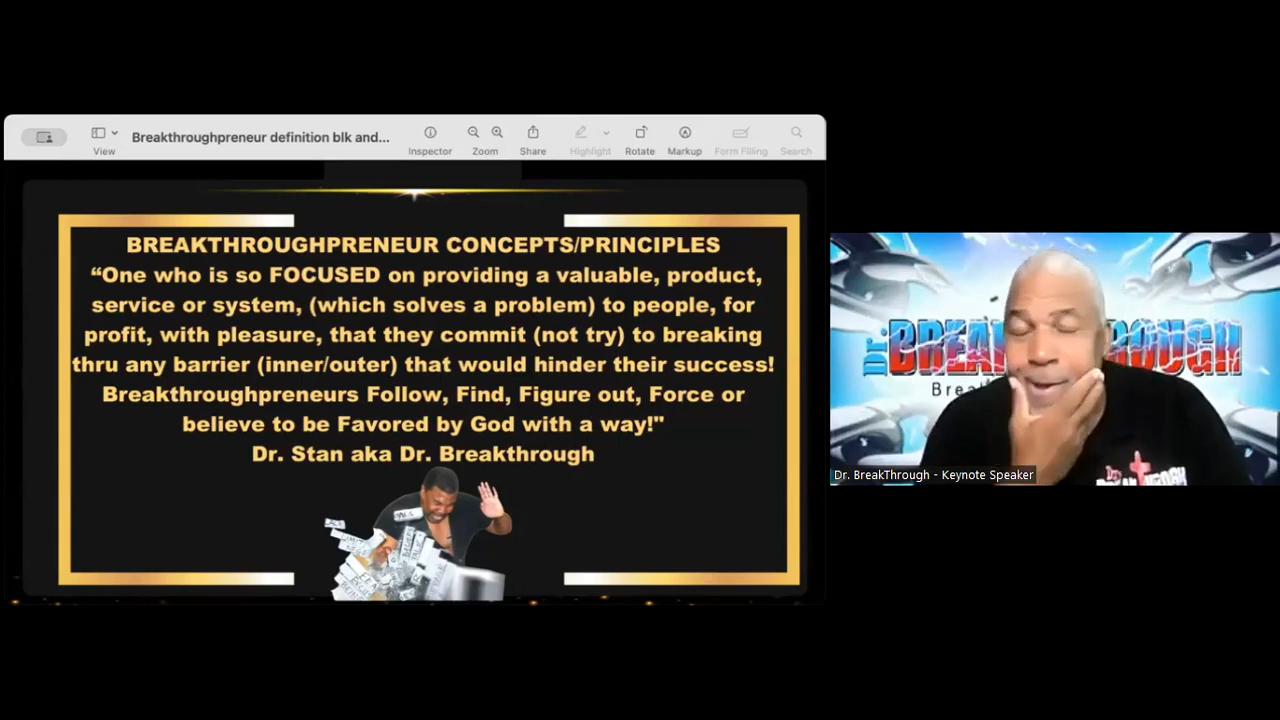 Breakthroughpreneur definition blk and...
View
Inspector
Zoom
Share
Highlight
Rotate
Markup
Form Filling
Search
BREAKTHROUGHPRENEUR CONCEPTS/PRINCIPLES
“One who is so FOCUSED on providing a valuable, product,
service or system, (which solves a problem) to people, for
profit, with pleasure, that they commit (not try) to breaking
thru any barrier (inner/outer) that would hinder their success!
Breakthroughpreneurs Follow, Find, Figure out, Force or
believe to be Favored by God with a way!"
Dr. Stan aka Dr. Breakthrough
Dr. BreakThrough - Keynote Speaker